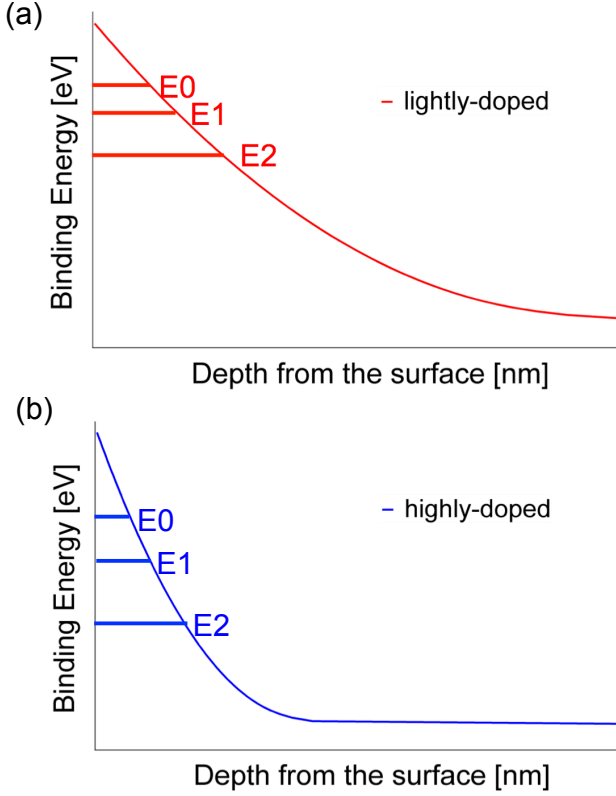 (a)
Binding Energy [eV]
E0
E1
E2
lightly-doped
Depth from the surface [nm]
(b)
Binding Energy [eV]
E0
E1
E2
highly-doped
Depth from the surface [nm]